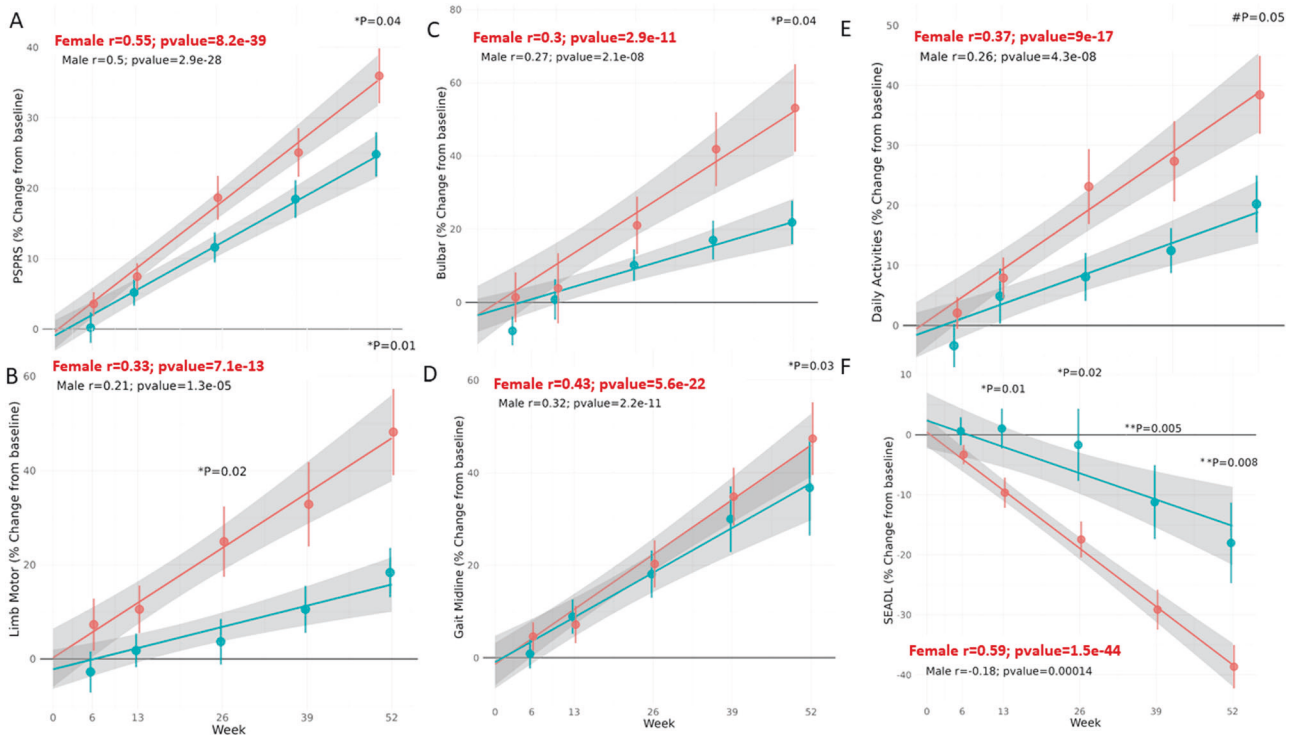 A
*P=0.04
Female r=0.55; pvalue=8.2e-39
Male r=0.5; pvalue=2.9e-28
PSPRS (% Change from baseline)
40
30
20
10
0
C
80
*P=0.04
Female r=0.3; pvalue=2.9e-11
Male r=0.27; pvalue=2.1e-08
Bulbar (% Change from baseline)
60
40
20
0
E
50
#P=0.05
Female r=0.37; pvalue=9e-17
Male r=0.26; pvalue=4.3e-08
Daily Activities (% Change from baseline)
40
30
20
10
0
B
*P=0.01
Female r=0.33; pvalue=7.1e-13
Male r=0.21; pvalue=1.3e-05
*P=0.02
Limb Motor (% Change from baseline)
60
40
20
0
0 6 13 26 39 52
Week
D
*P=0.03
Female r=0.43; pvalue=5.6e-22
Male r=0.32; pvalue=2.2e-11
Gait Midine (% Change from baseline)
60
40
20
0
0 6 13 26 39 52
Week
F
*P=0.01
*P=0.02
**P=0.005
**P=0.008
SEADL (% Change from baseline)
10
0
-10
-20
-30
-40
Female r=0.59; pvalue=1.5e-44
Male r=-0.18; pvalue=0.00014
0 6 13 26 39 52
Week